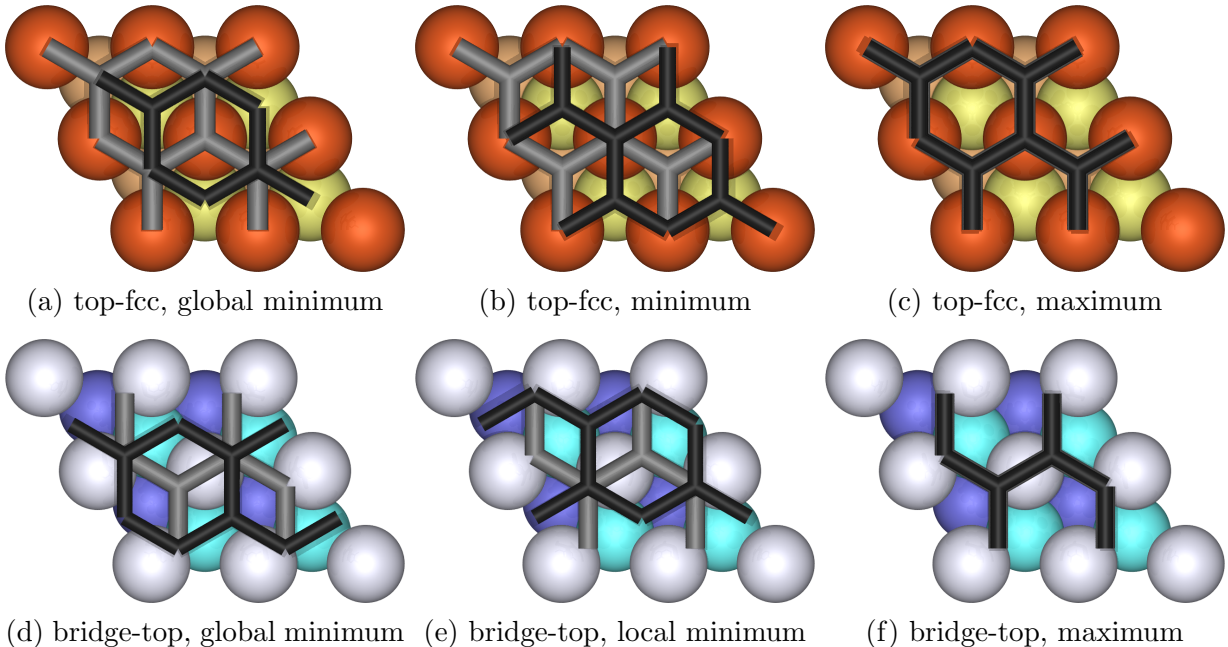 (a) top-fcc, global minimum
(b) top-fcc, minimum
(c) top-fcc, maximum
(d) bridge-top, global minimum
(e) bridge-top, local minimum
(f) bridge-top, maximum